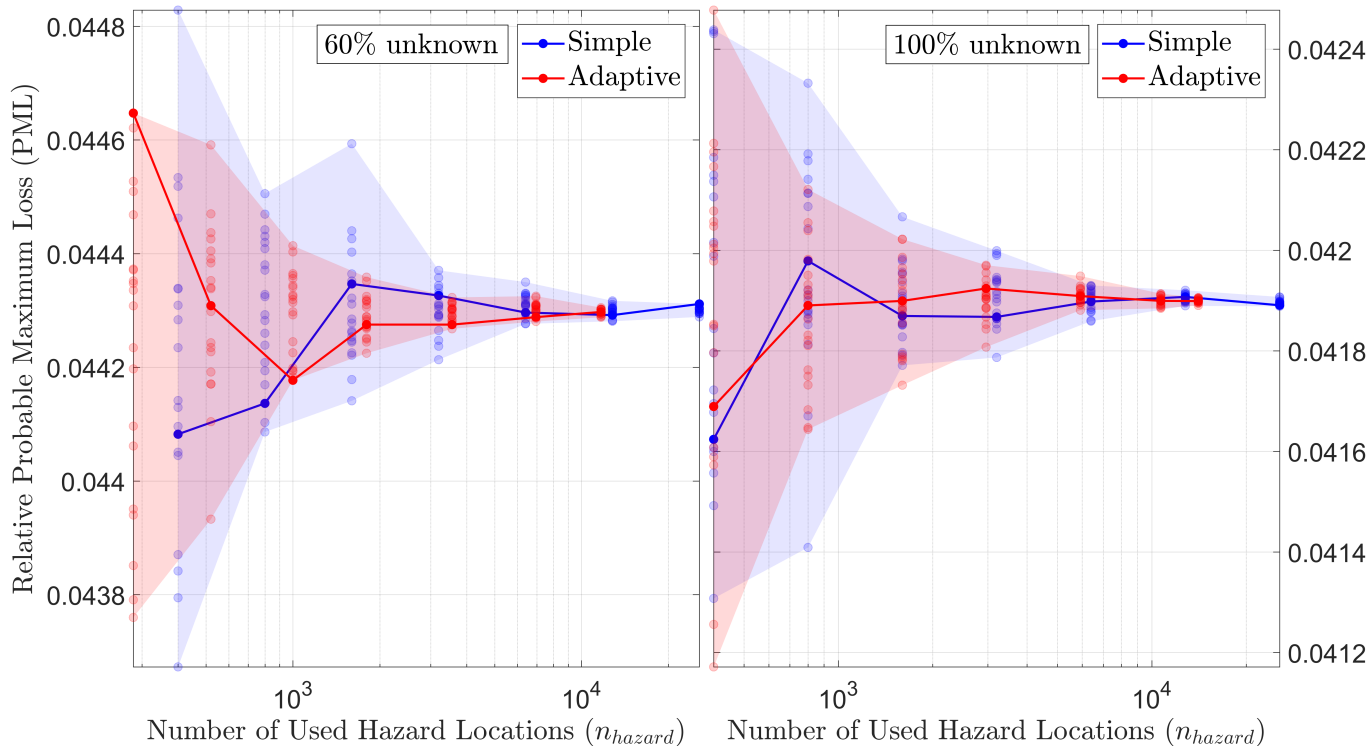 Relative Probable Maximum Loss (PML)
0.0448
0.0446
0.0444
0.0442
0.044
0.0438
60% unknown
Simple
Adaptive
10³
10⁴
Number of Used Hazard Locations (n_hazard)
100% unknown
Simple
Adaptive
0.0424
0.0422
0.042
0.0418
0.0416
0.0414
0.0412
10³
10⁴
Number of Used Hazard Locations (n_hazard)